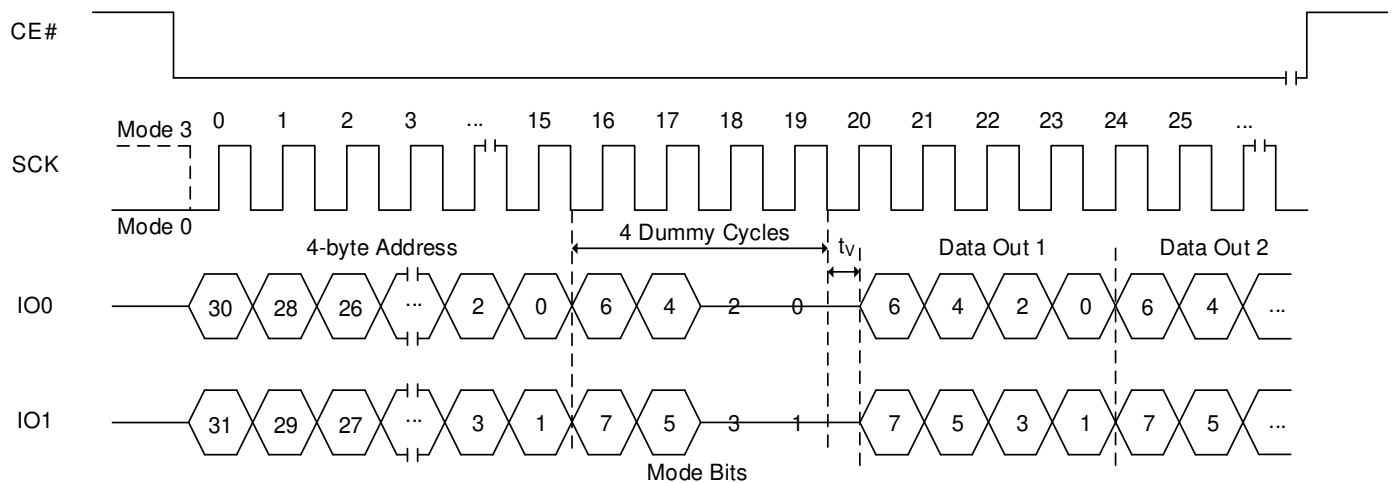 CE#
Mode 3 0 1 2 3 ... 15 16 17 18 19 20 21 22 23 24 25 ...
SCK
Mode 0
4-byte Address 4 Dummy Cycles tV Data Out 1 Data Out 2
IO0 30 28 26 ... 2 0 6 4 2 0 6 4 2 0 6 4 ...
IO1 31 29 27 ... 3 1 7 5 3 1 7 5 3 1 7 5 ...
Mode Bits